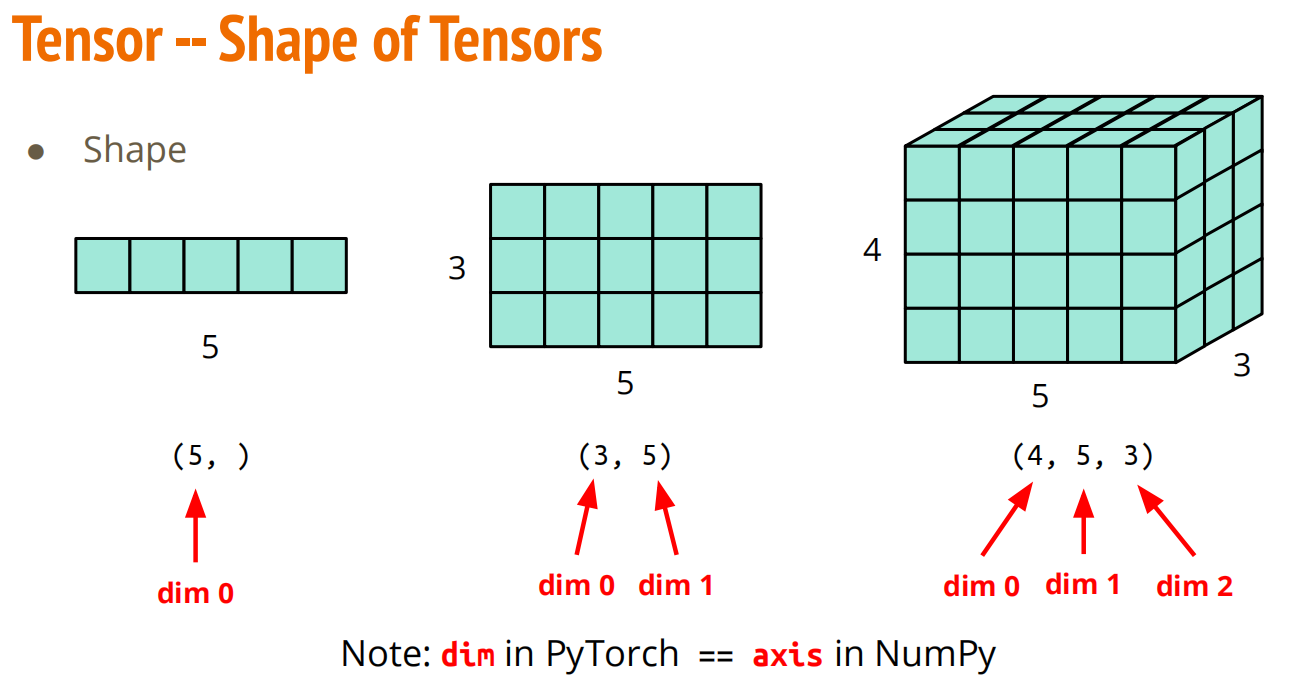 Tensor -- Shape of Tensors
● Shape
5
(5, )
dim 0
3
5
(3, 5)
dim 0 dim 1
4
5
3
(4, 5, 3)
dim 0 dim 1 dim 2
Note: dim in PyTorch == axis in NumPy